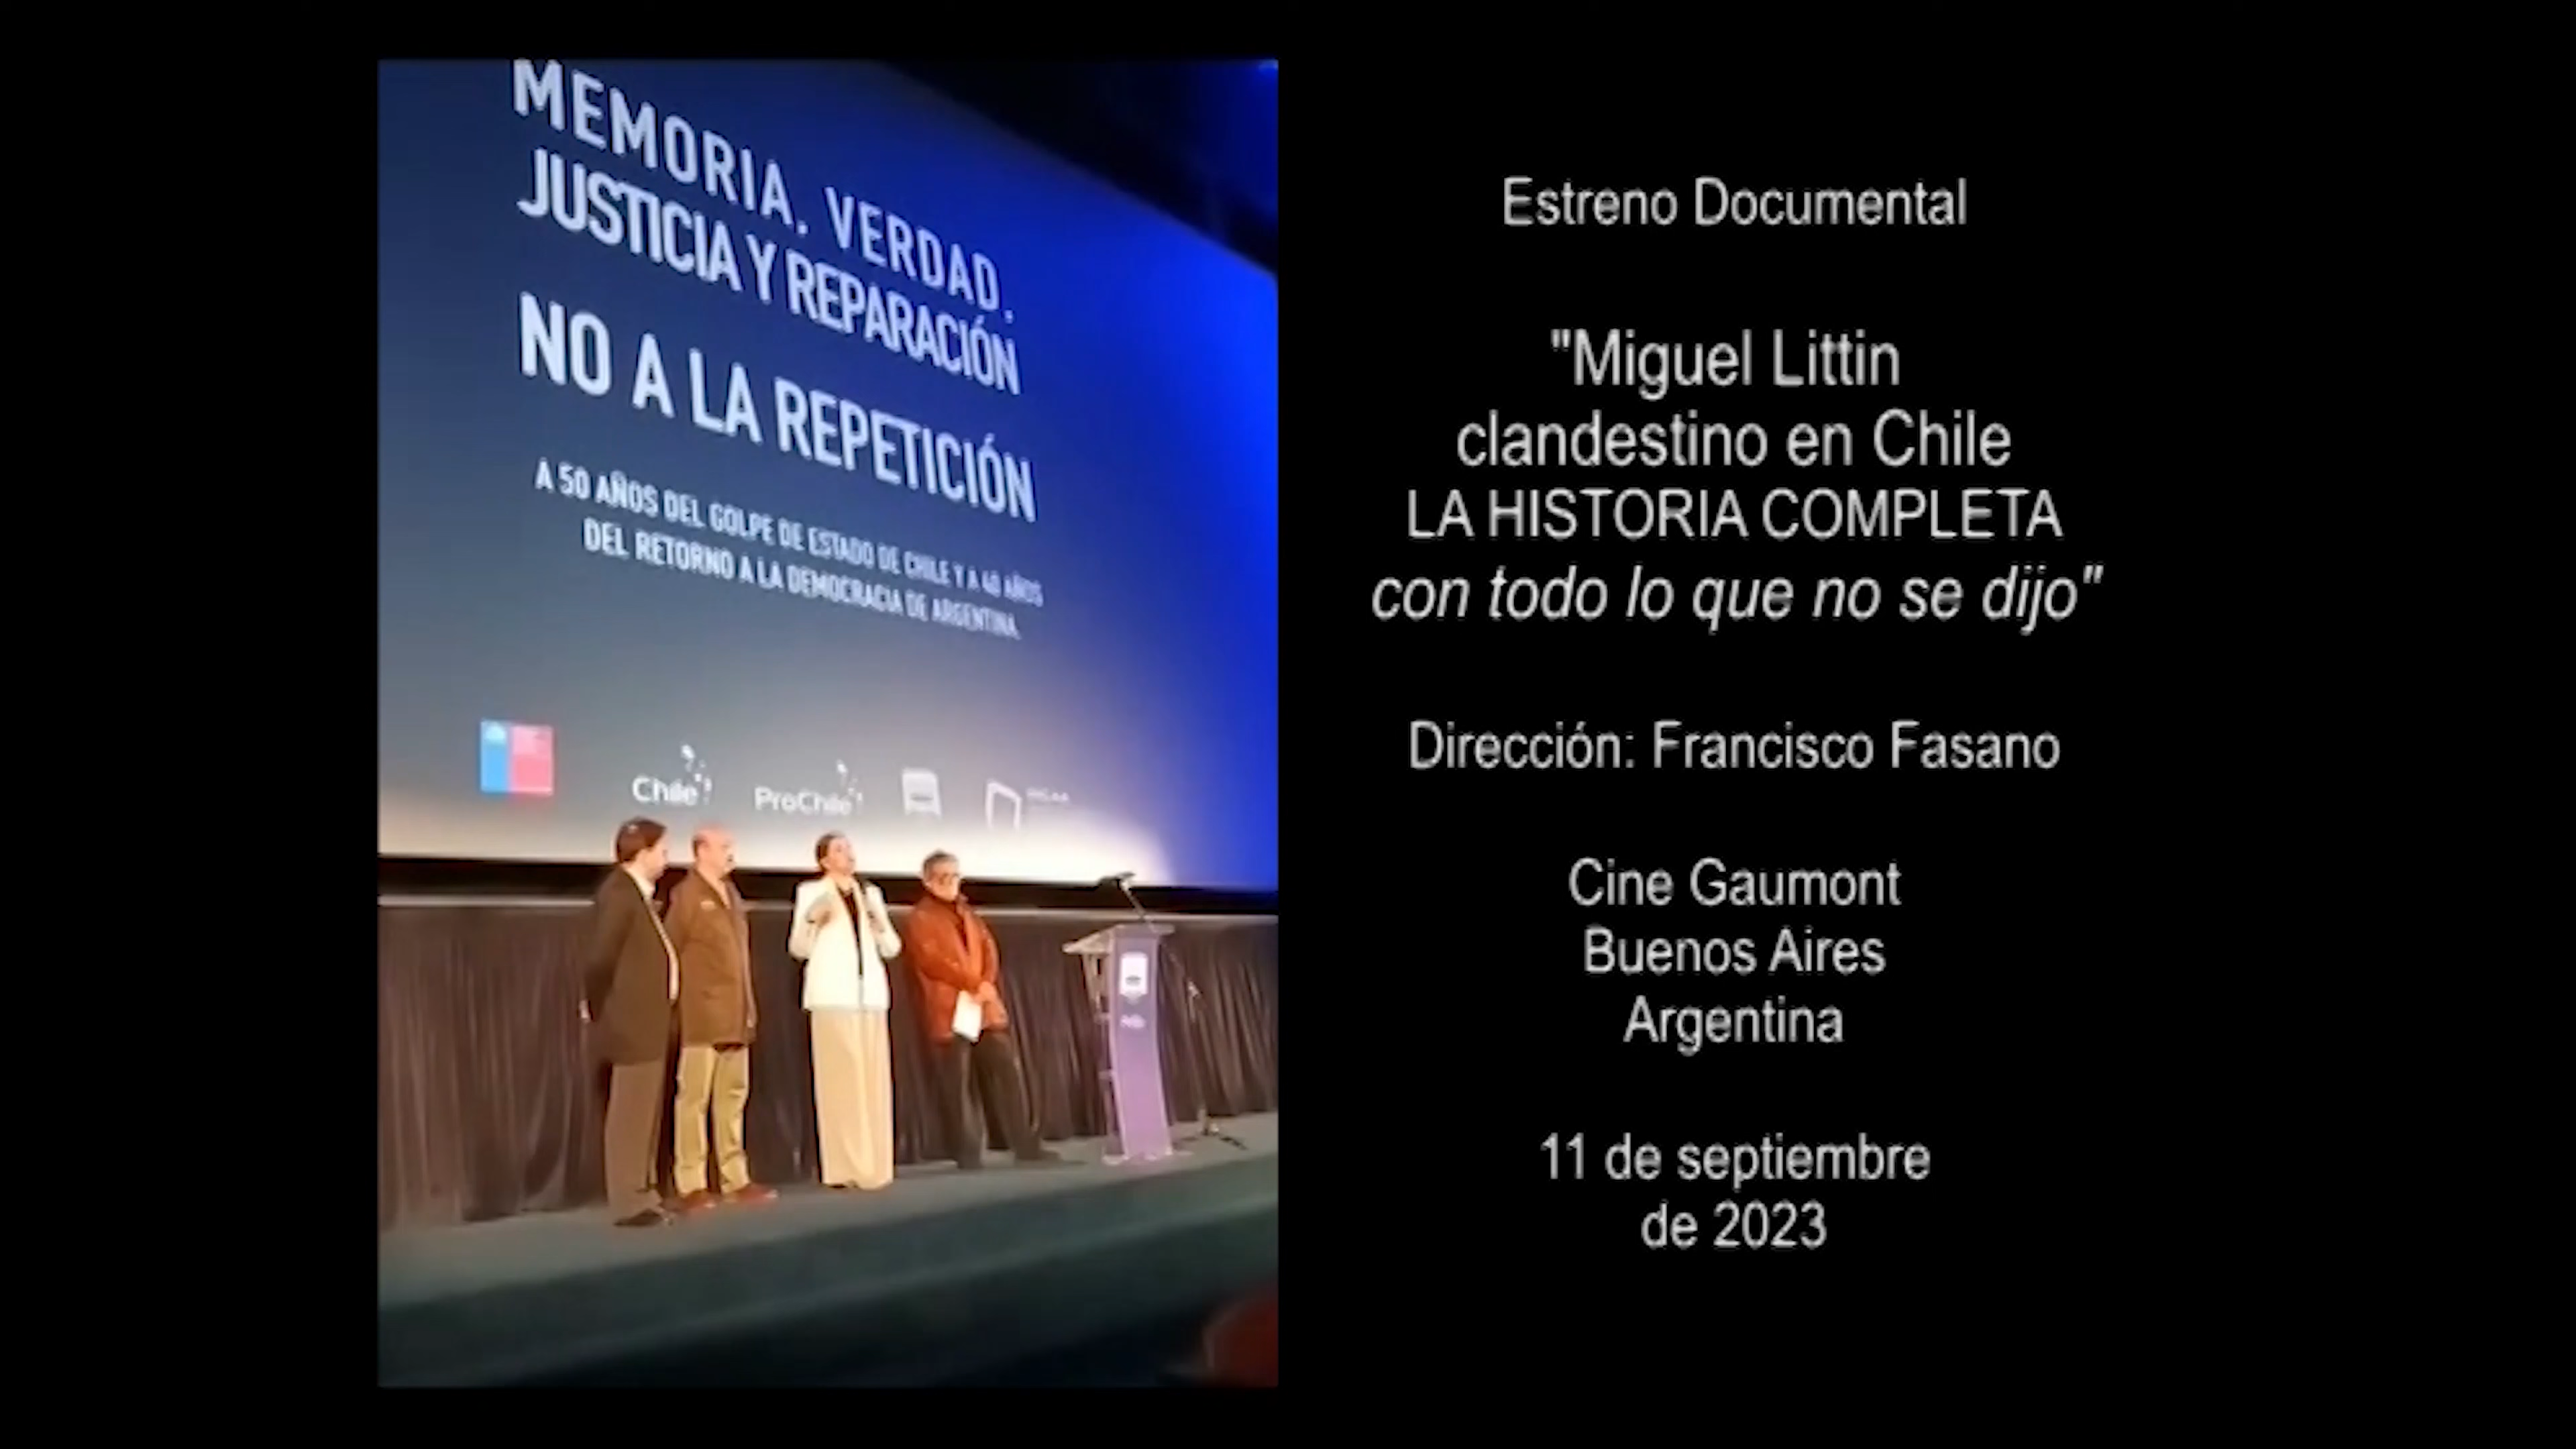 MEMORIA, VERDAD,
JUSTICIA Y REPARACIÓN
NO A LA REPETICIÓN
A 50 AÑOS DEL GOLPE DE ESTADO DE CHILE Y A 40 AÑOS
DEL RETORNO A LA DEMOCRACIA DE ARGENTINA.
Chile
ProChile
Estreno Documental
"Miguel Littin
clandestino en Chile
LA HISTORIA COMPLETA
con todo lo que no se dijo"
Dirección: Francisco Fasano
Cine Gaumont
Buenos Aires
Argentina
11 de septiembre
de 2023